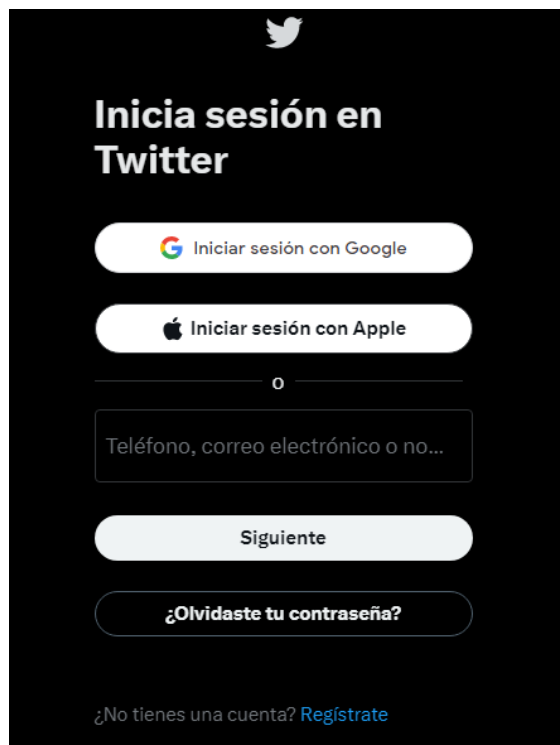 Inicia sesión en
Twitter
Iniciar sesión con Google
Iniciar sesión con Apple
o
Teléfono, correo electrónico o no...
Siguiente
¿Olvidaste tu contraseña?
¿No tienes una cuenta? Regístrate